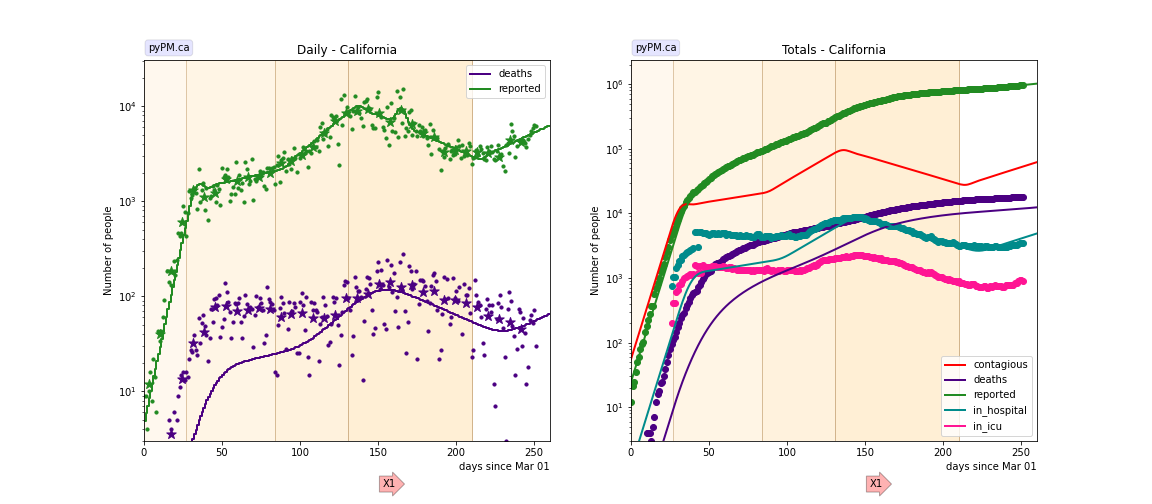 pyPM.ca
Daily - California
deaths
reported
Number of people
10⁴
10³
10²
10¹
0
50
100
150
200
250
days since Mar 01
X1
pyPM.ca
Totals - California
Number of people
10⁶
10⁵
10⁴
10³
10²
10¹
contagious
deaths
reported
in_hospital
in_icu
0
50
100
150
200
250
days since Mar 01
X1